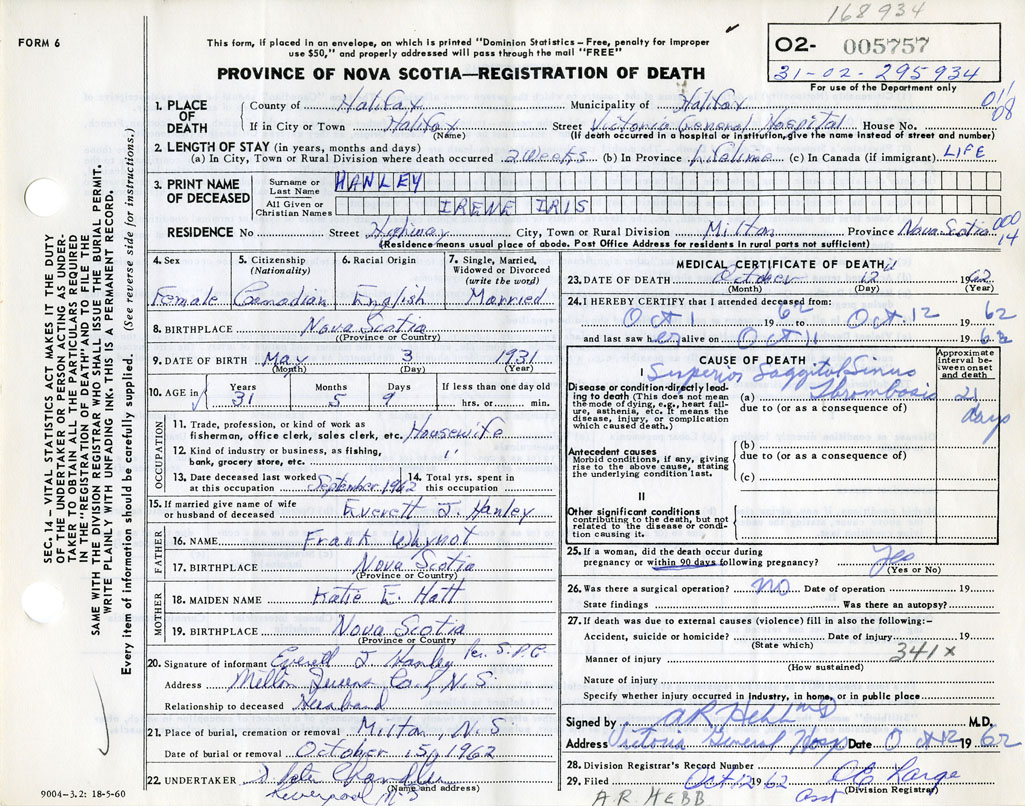 168934
FORM 6
This form, if placed in an envelope, on which is printed "Dominion Statistics – Free, penalty for improper
use $50," and properly addressed will pass through the mail "FREE"
O2- 005757
31-02-295934
For use of the Department only
PROVINCE OF NOVA SCOTIA—REGISTRATION OF DEATH
1. PLACE OF DEATH
County of Halifax Municipality of Halifax
If in City or Town Halifax Street Victoria General Hospital House No.
(Name) (If death occurred in a hospital or institution, give the name instead of street and number)
08
2. LENGTH OF STAY (in years, months and days)
(a) In City, Town or Rural Division where death occurred 2 Weeks (b) In Province Lifetime (c) In Canada (if immigrant) LIFE
3. PRINT NAME OF DECEASED
Surname or Last Name HANLEY
All Given or Christian Names IRENE IRIS
RESIDENCE No Street Highway City, Town or Rural Division Milton Province Nova Scotia
000
14
(Residence means usual place of abode. Post Office Address for residents in rural parts not sufficient)
4. Sex Female
5. Citizenship (Nationality) Canadian
6. Racial Origin English
7. Single, Married, Widowed or Divorced (write the word) Married
8. BIRTHPLACE Nova Scotia
(Province or Country)
9. DATE OF BIRTH May 3 1931
(Month) (Day) (Year)
10. AGE in Years 31 Months 5 Days 9 If less than one day old hrs. or min.
OCCUPATION
11. Trade, profession, or kind of work as fisherman, office clerk, sales clerk, etc. Housewife
12. Kind of industry or business, as fishing, bank, grocery store, etc. "
13. Date deceased last worked at this occupation September 1962
14. Total yrs. spent in this occupation
15. If married give name of wife or husband of deceased Everett J. Hanley
FATHER
16. NAME Frank Whynot
17. BIRTHPLACE Nova Scotia
(Province or Country)
MOTHER
18. MAIDEN NAME Katie E. Hatt
19. BIRTHPLACE Nova Scotia
(Province or Country)
20. Signature of informant Everett J. Hanley Per. S.P.C.
Address Milton Queens Co., N.S.
Relationship to deceased Husband
21. Place of burial, cremation or removal Milton, N.S.
Date of burial or removal October 15, 1962
22. UNDERTAKER Chandler
Liverpool N.S.
(Name and address)
9004-3.2: 18-5-60
MEDICAL CERTIFICATE OF DEATH
23. DATE OF DEATH October 12 1962
(Month) (Day) (Year)
24. I HEREBY CERTIFY that I attended deceased from:
Oct 1 1962 to Oct. 12 1962
and last saw her alive on Oct 11 1962
CAUSE OF DEATH
Approximate interval between onset and death
I
Disease or condition directly leading to death (This does not mean the mode of dying, e.g., heart failure, asthenia, etc. It means the disease, injury, or complication which caused death.)
(a) Superior Saggitol Sinus Thrombosis 21 days
due to (or as a consequence of)
Antecedent causes
Morbid conditions, if any, giving rise to the above cause, stating the underlying condition last.
(b)
due to (or as a consequence of)
(c)
II
Other significant conditions
contributing to the death, but not related to the disease or condition causing it.
25. If a woman, did the death occur during
pregnancy or within 90 days following pregnancy? Yes
(Yes or No)
26. Was there a surgical operation? NO Date of operation 19
State findings Was there an autopsy?
27. If death was due to external causes (violence) fill in also the following:-
Accident, suicide or homicide? Date of injury 19
(State which)
341x
Manner of injury
(How sustained)
Nature of injury
Specify whether injury occurred in industry, in home, or in public place
Signed by AR Hebb MD M.D.
Address Victoria General Hosp Date Oct 12 1962
28. Division Registrar's Record Number
29. Filed Oct 12 1962 CE Large
(Division Registrar)
Asst
A.R. HEBB
SEC. 14 – VITAL STATISTICS ACT MAKES IT THE DUTY
OF THE UNDERTAKER OR PERSON ACTING AS UNDER-
TAKER TO OBTAIN ALL THE PARTICULARS REQUIRED
IN THE "REGISTRATION OF DEATH" AND TO FILE THE
SAME WITH THE DIVISION REGISTRAR WHO SHALL ISSUE THE BURIAL PERMIT.
WRITE PLAINLY WITH UNFADING INK. THIS IS A PERMANENT RECORD.
Every item of information should be carefully supplied. (See reverse side for instructions.)